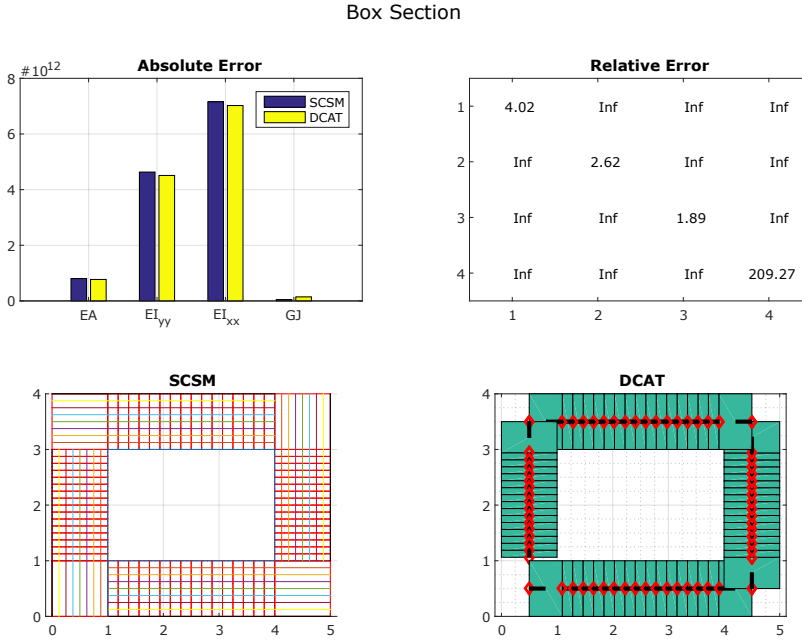 Box Section
Absolute Error
#10^12
8
6
4
2
0
EA EI_yy EI_xx GJ
SCSM
DCAT
Relative Error
1 4.02 Inf Inf Inf
2 Inf 2.62 Inf Inf
3 Inf Inf 1.89 Inf
4 Inf Inf Inf 209.27
1 2 3 4
SCSM
4
3
2
1
0
0 1 2 3 4 5
DCAT
4
3
2
1
0
0 1 2 3 4 5